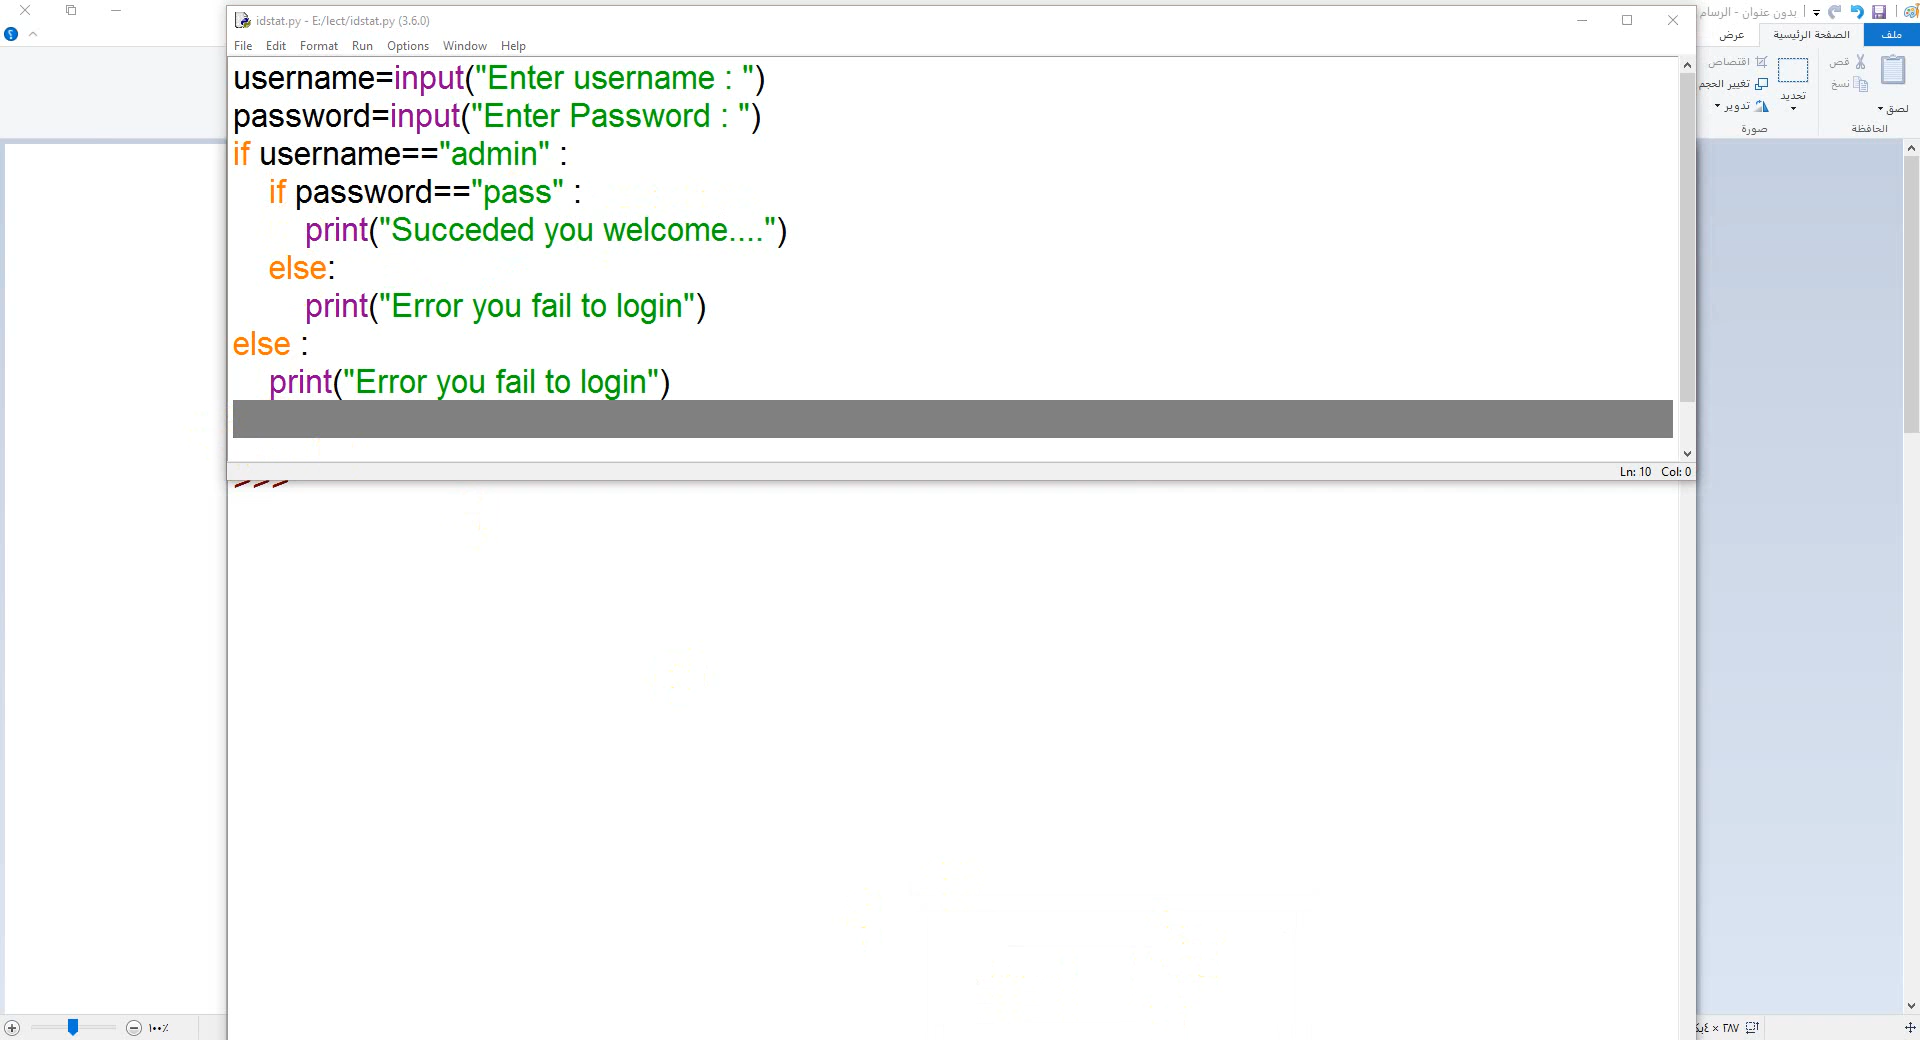 idstat.py - E:/lect/idstat.py (3.6.0)
File Edit Format Run Options Window Help
username=input("Enter username : ")
password=input("Enter Password : ")
if username=="admin" :
    if password=="pass" :
        print("Succeded you welcome....")
    else:
        print("Error you fail to login")
else :
    print("Error you fail to login")
Ln: 10 Col: 0
>>>
بدون عنوان - الرسام
ملف
الصفحة الرئيسية
عرض
قص
نسخ
لصق
الحافظة
اقتصاص
تغيير الحجم
تدوير
تحديد
صورة
٪١٠٠
٢٨٧ ×